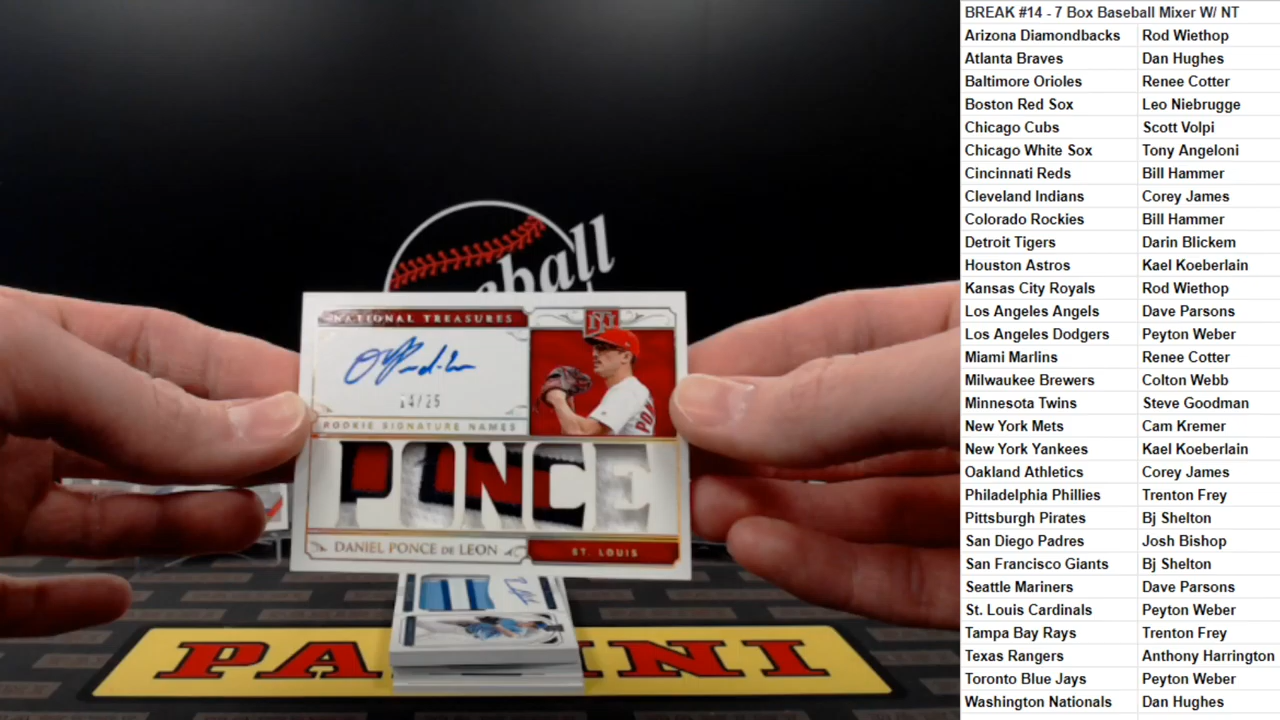 BREAK #14 - 7 Box Baseball Mixer W/ NT
Arizona Diamondbacks Rod Wiethop
Atlanta Braves Dan Hughes
Baltimore Orioles Renee Cotter
Boston Red Sox Leo Niebrugge
Chicago Cubs Scott Volpi
Chicago White Sox Tony Angeloni
Cincinnati Reds Bill Hammer
Cleveland Indians Corey James
Colorado Rockies Bill Hammer
Detroit Tigers Darin Blickem
Houston Astros Kael Koeberlain
Kansas City Royals Rod Wiethop
Los Angeles Angels Dave Parsons
Los Angeles Dodgers Peyton Weber
Miami Marlins Renee Cotter
Milwaukee Brewers Colton Webb
Minnesota Twins Steve Goodman
New York Mets Cam Kremer
New York Yankees Kael Koeberlain
Oakland Athletics Corey James
Philadelphia Phillies Trenton Frey
Pittsburgh Pirates Bj Shelton
San Diego Padres Josh Bishop
San Francisco Giants Bj Shelton
Seattle Mariners Dave Parsons
St. Louis Cardinals Peyton Weber
Tampa Bay Rays Trenton Frey
Texas Rangers Anthony Harrington
Toronto Blue Jays Peyton Weber
Washington Nationals Dan Hughes
NATIONAL TREASURES
14/25
ROOKIE SIGNATURE NAMES
PONCE
DANIEL PONCE DE LEON
ST. LOUIS
PANINI